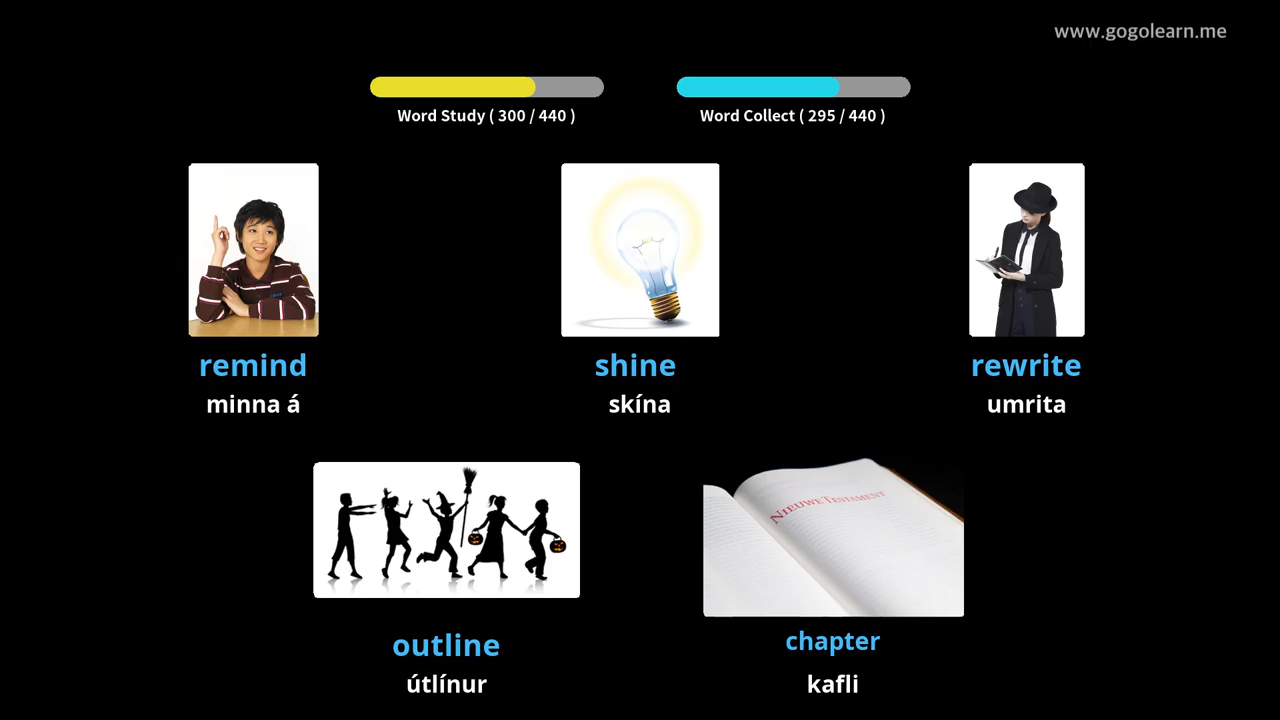 www.gogolearn.me
Word Study ( 300 / 440 )
Word Collect ( 295 / 440 )
remind
minna á
shine
skína
rewrite
umrita
NIEUWE TESTAMENT
outline
útlínur
chapter
kafli